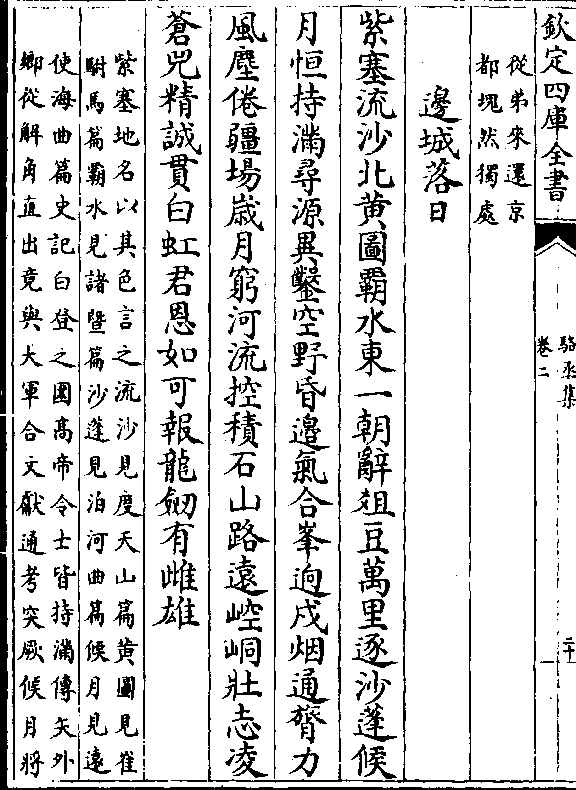 欽定四庫全書
駱丞集
卷二
二十一
從弟來還京
都塊然獨處
邊城落日
紫塞流沙北黄圖霸水東一朝辭俎豆萬里逐沙蓬候
月恒持滿尋源異鑿空野昏邊氣合峯逈戍烟通膂力
風塵倦疆場歲月窮河流控積石山路遠崆峒壯志凌
蒼兕精誠貫白虹君恩如可報龍劒有雌雄
紫塞地名以其色言之流沙見度天山篇黄圖見崔
駙馬篇霸水見諸暨篇沙蓬見泊河曲篇候月見遠
使海曲篇史記白登之圍髙帝令士皆持滿傳矢外
鄉從解角直出竟與大軍合文獻通考突厥候月將